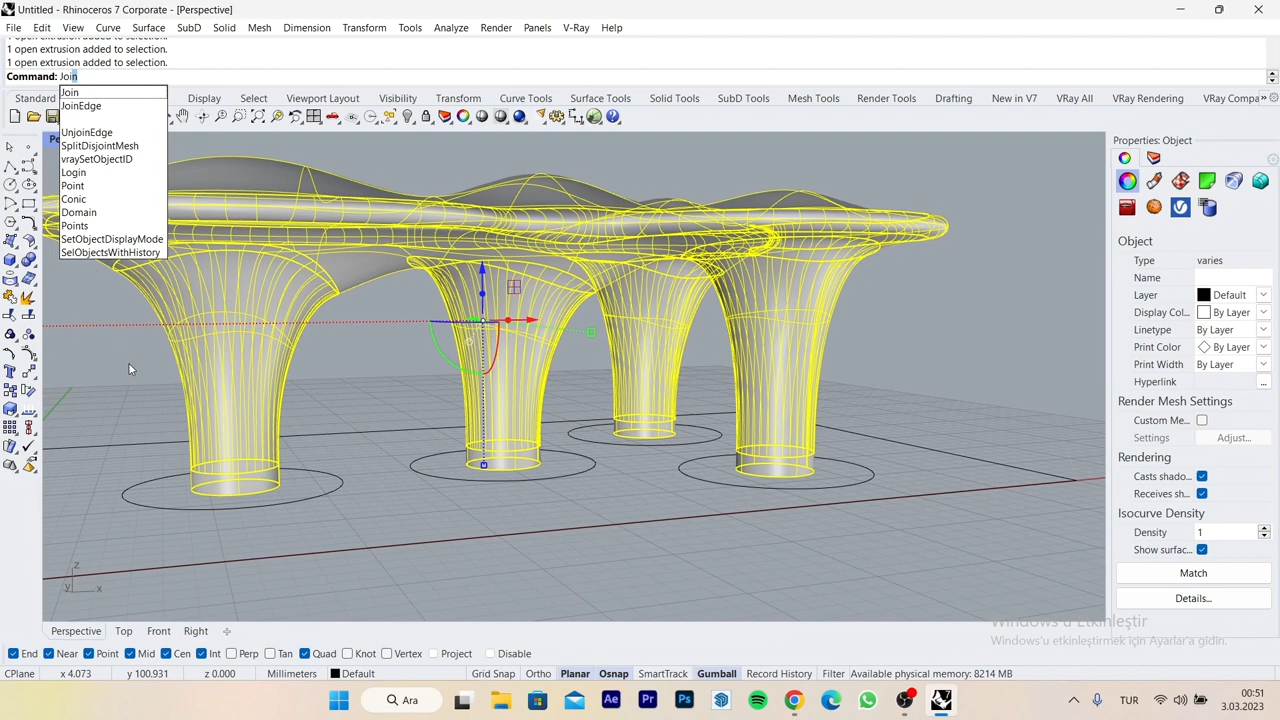 Untitled - Rhinoceros 7 Corporate - [Perspective]
File Edit View Curve Surface SubD Solid Mesh Dimension Transform Tools Analyze Render Panels V-Ray Help
1 open extrusion added to selection.
1 open extrusion added to selection.
Command: Join
Join
JoinEdge
UnjoinEdge
SplitDisjointMesh
vraySetObjectID
Login
Point
Conic
Domain
Points
SetObjectDisplayMode
SelObjectsWithHistory
Standard Display Select Viewport Layout Visibility Transform Curve Tools Surface Tools Solid Tools SubD Tools Mesh Tools Render Tools Drafting New in V7 VRay All VRay Rendering VRay Compa
Properties: Object
Object
Type varies
Name
Layer Default
Display Col... By Layer
Linetype By Layer
Print Color By Layer
Print Width By Layer
Hyperlink ...
Render Mesh Settings
Custom Me...
Settings Adjust...
Rendering
Casts shado...
Receives sh...
Isocurve Density
Density 1
Show surfac...
Match
Details...
z
y x
Windows'u Etkinleştir
Windows'u etkinleştirmek için Ayarlar'a gidin.
Perspective Top Front Right
End Near Point Mid Cen Int Perp Tan Quad Knot Vertex Project Disable
CPlane x 4.073 y 100.931 z 0.000 Millimeters Default Grid Snap Ortho Planar Osnap SmartTrack Gumball Record History Filter Available physical memory: 8214 MB
Ara
Ae Pr Ps
TUR
00:51
3.03.2023